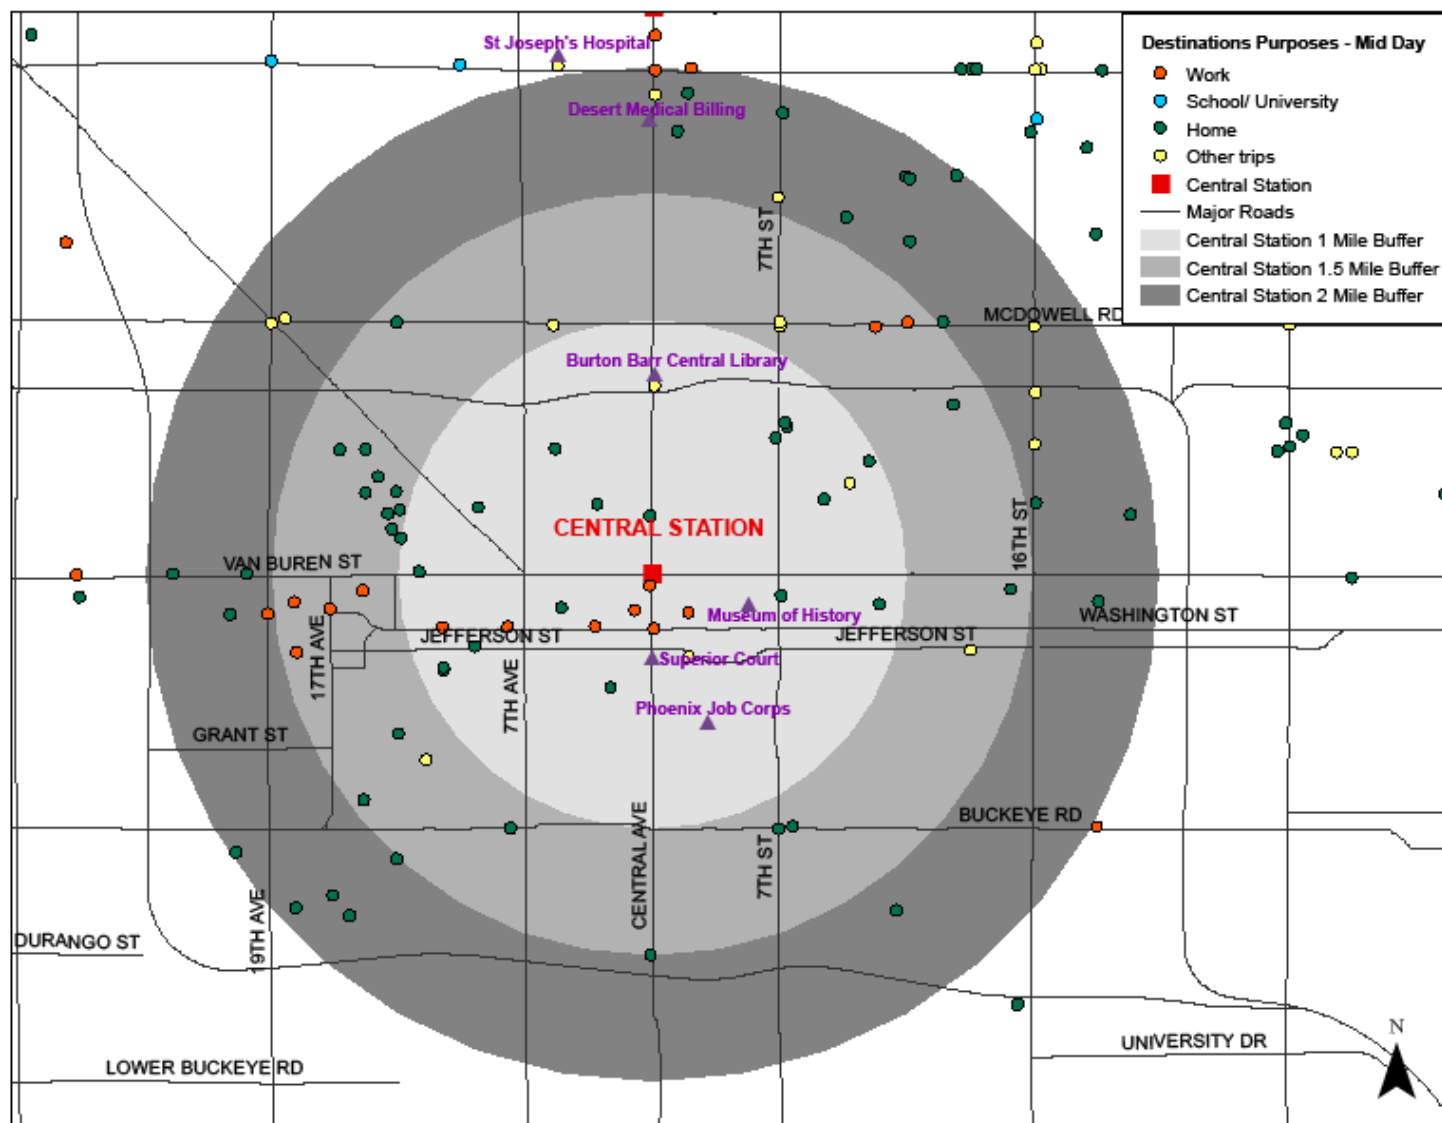 St Joseph's Hospital
Destinations Purposes - Mid Day
Work
School/ University
Home
Other trips
Central Station
Major Roads
Central Station 1 Mile Buffer
Central Station 1.5 Mile Buffer
Central Station 2 Mile Buffer
Desert Medical Billing
7TH ST
MCDOWELL RD
Burton Barr Central Library
CENTRAL STATION
16TH ST
VAN BUREN ST
Museum of History
WASHINGTON ST
JEFFERSON ST
JEFFERSON ST
17TH AVE
7TH AVE
Superior Court
Phoenix Job Corps
GRANT ST
CENTRAL AVE
7TH ST
BUCKEYE RD
19TH AVE
DURANGO ST
N
UNIVERSITY DR
LOWER BUCKEYE RD